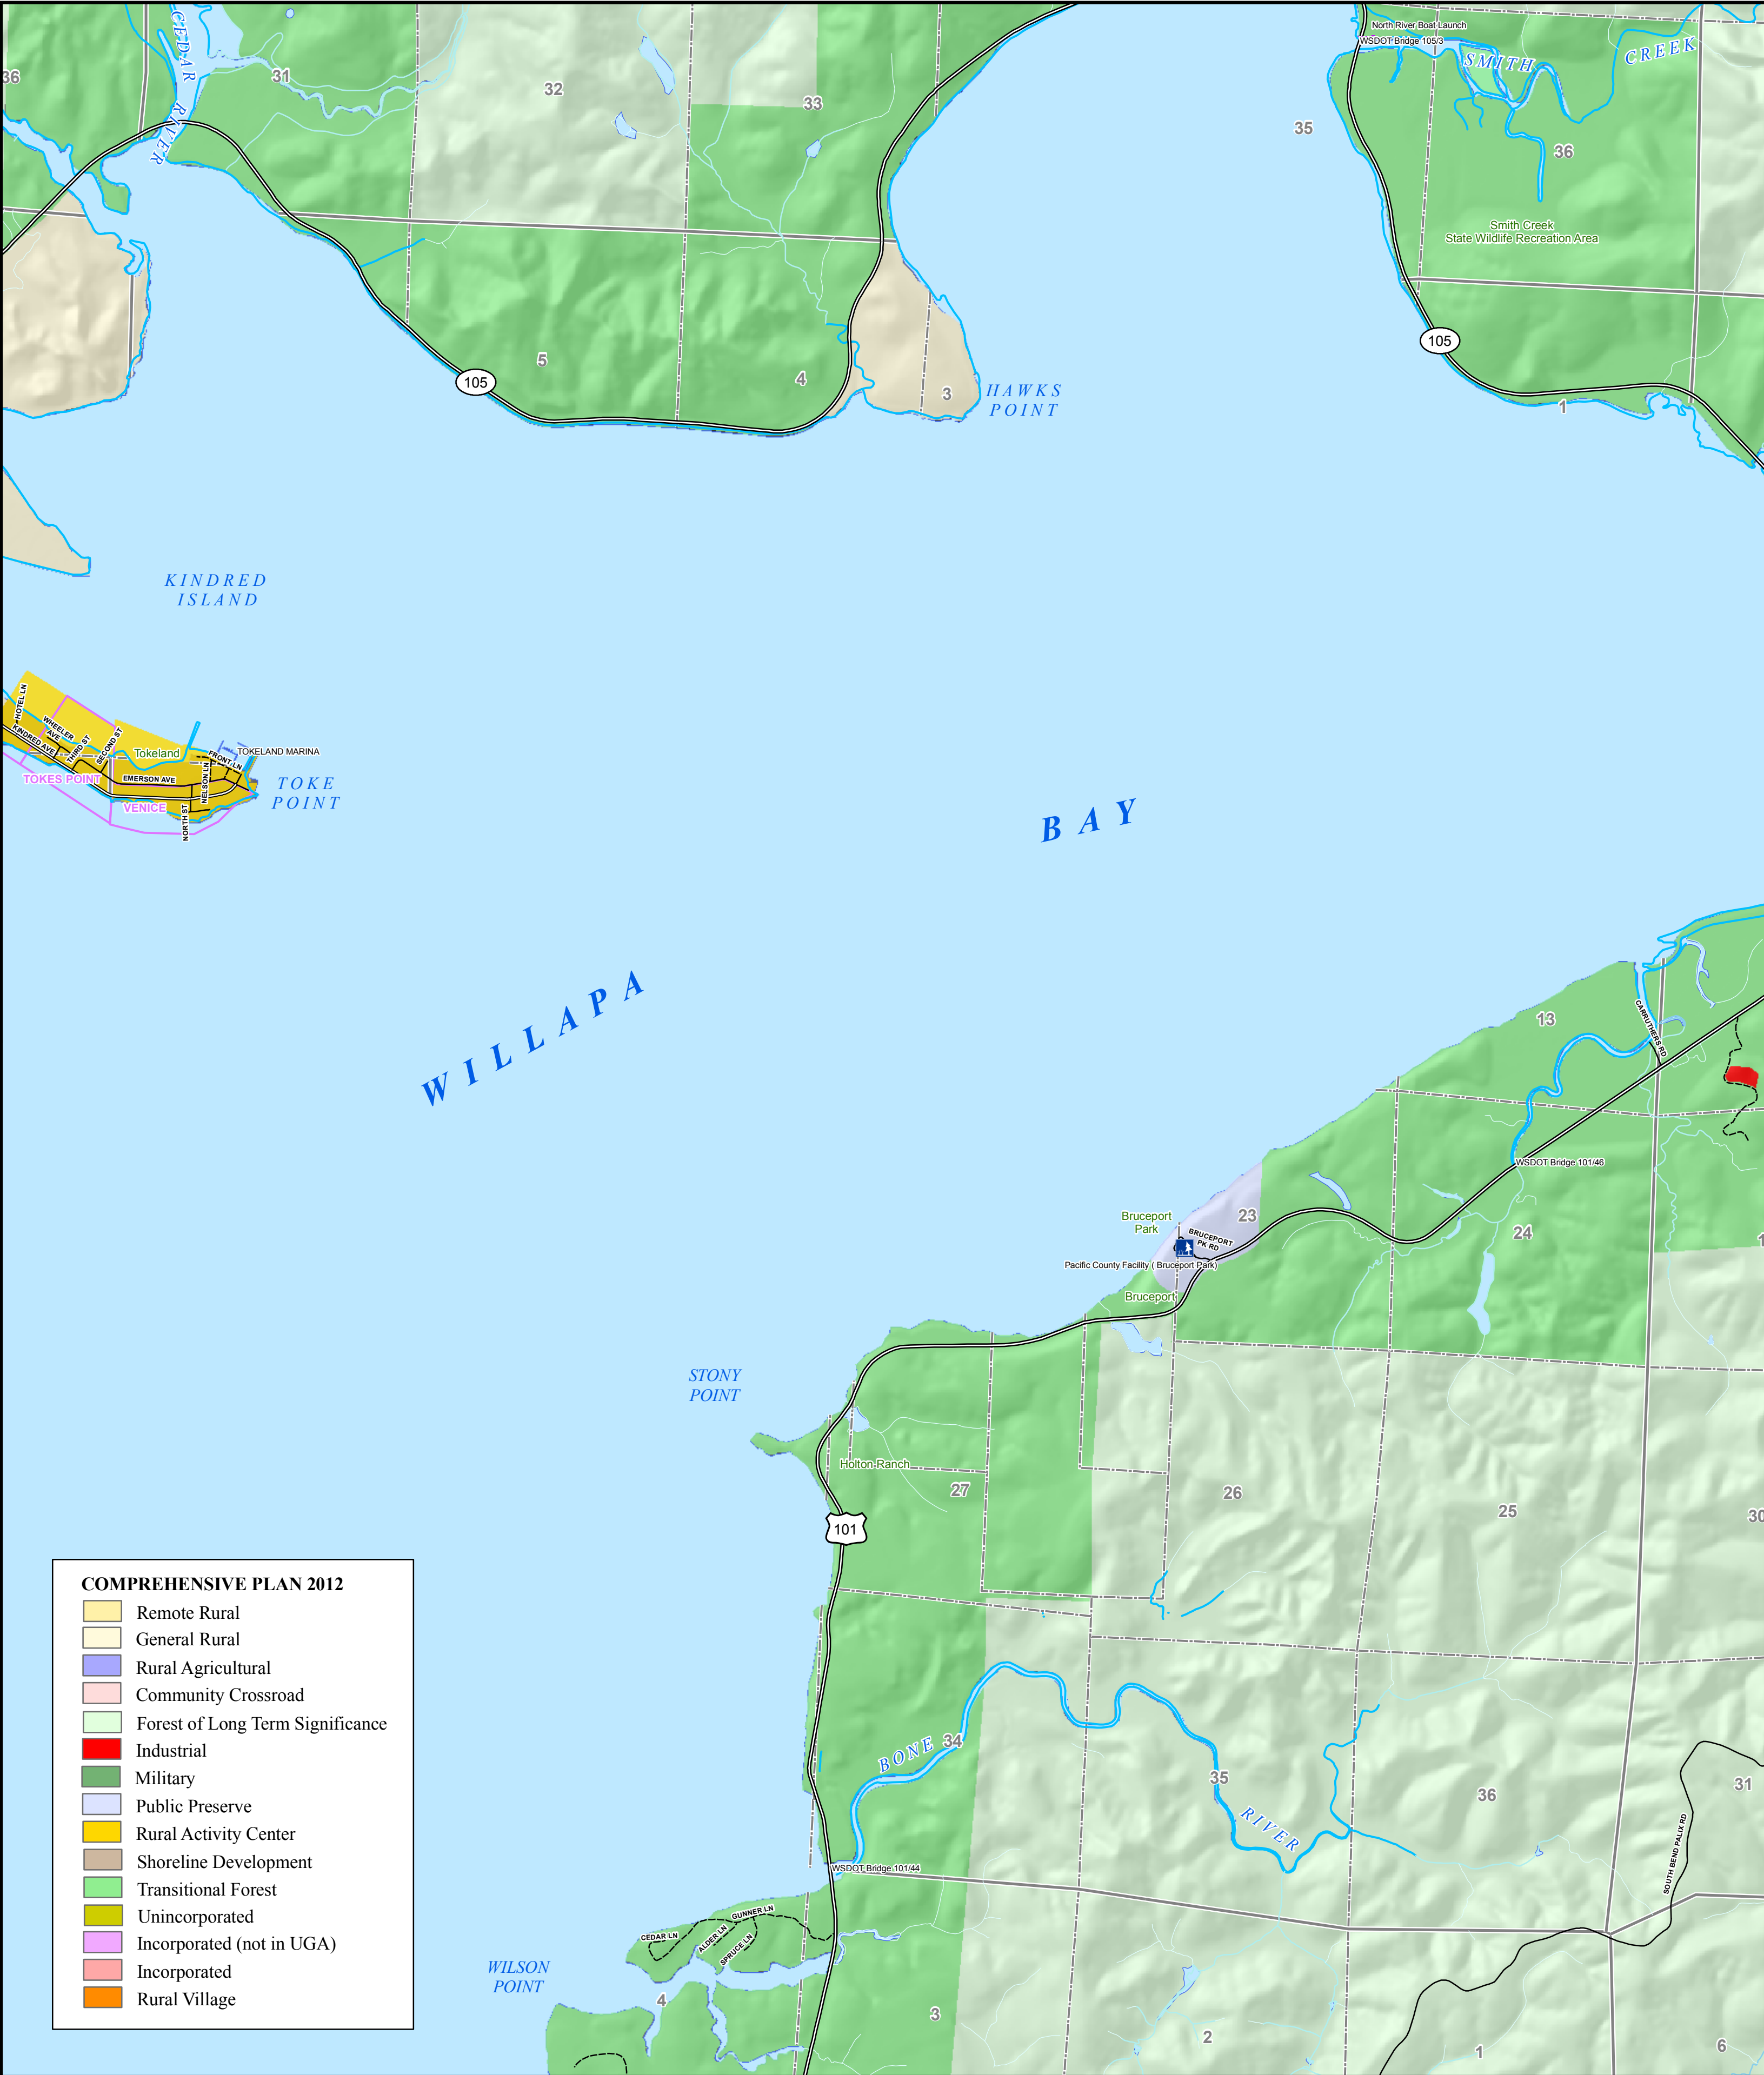 CEDAR RIVER
36
31
32
33
North River Boat Launch
WSDOT Bridge 105/3
SMITH CREEK
35
36
Smith Creek
State Wildlife Recreation Area
105
5
4
3
HAWKS
POINT
105
1
KINDRED
ISLAND
HOTEL LN
WHEELER
AVE
KINDRED AVE
THIRD ST
SECOND ST
Tokeland
FRONT LN
TOKELAND MARINA
TOKES POINT
EMERSON AVE
NELSON LN
VENICE
NORTH ST
TOKE
POINT
WILLAPA BAY
13
CARRUTHERS RD
WSDOT Bridge 101/46
Bruceport
Park
23
BRUCEPORT
PK RD
24
Pacific County Facility ( Bruceport Park)
Bruceport
STONY
POINT
Holton Ranch
27
26
25
30
101
BONE RIVER
34
35
36
31
SOUTH BEND PALIX RD
WSDOT Bridge 101/44
GUNNER LN
CEDAR LN
ALDER LN
SPRUCE LN
WILSON
POINT
4
3
2
1
6
COMPREHENSIVE PLAN 2012
Remote Rural
General Rural
Rural Agricultural
Community Crossroad
Forest of Long Term Significance
Industrial
Military
Public Preserve
Rural Activity Center
Shoreline Development
Transitional Forest
Unincorporated
Incorporated (not in UGA)
Incorporated
Rural Village